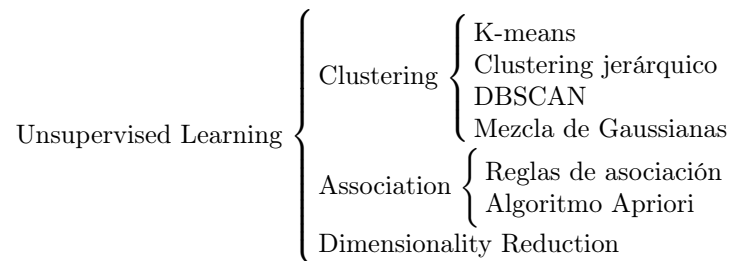 Unsupervised Learning
Clustering
K-means
Clustering jerárquico
DBSCAN
Mezcla de Gaussianas
Association
Reglas de asociación
Algoritmo Apriori
Dimensionality Reduction